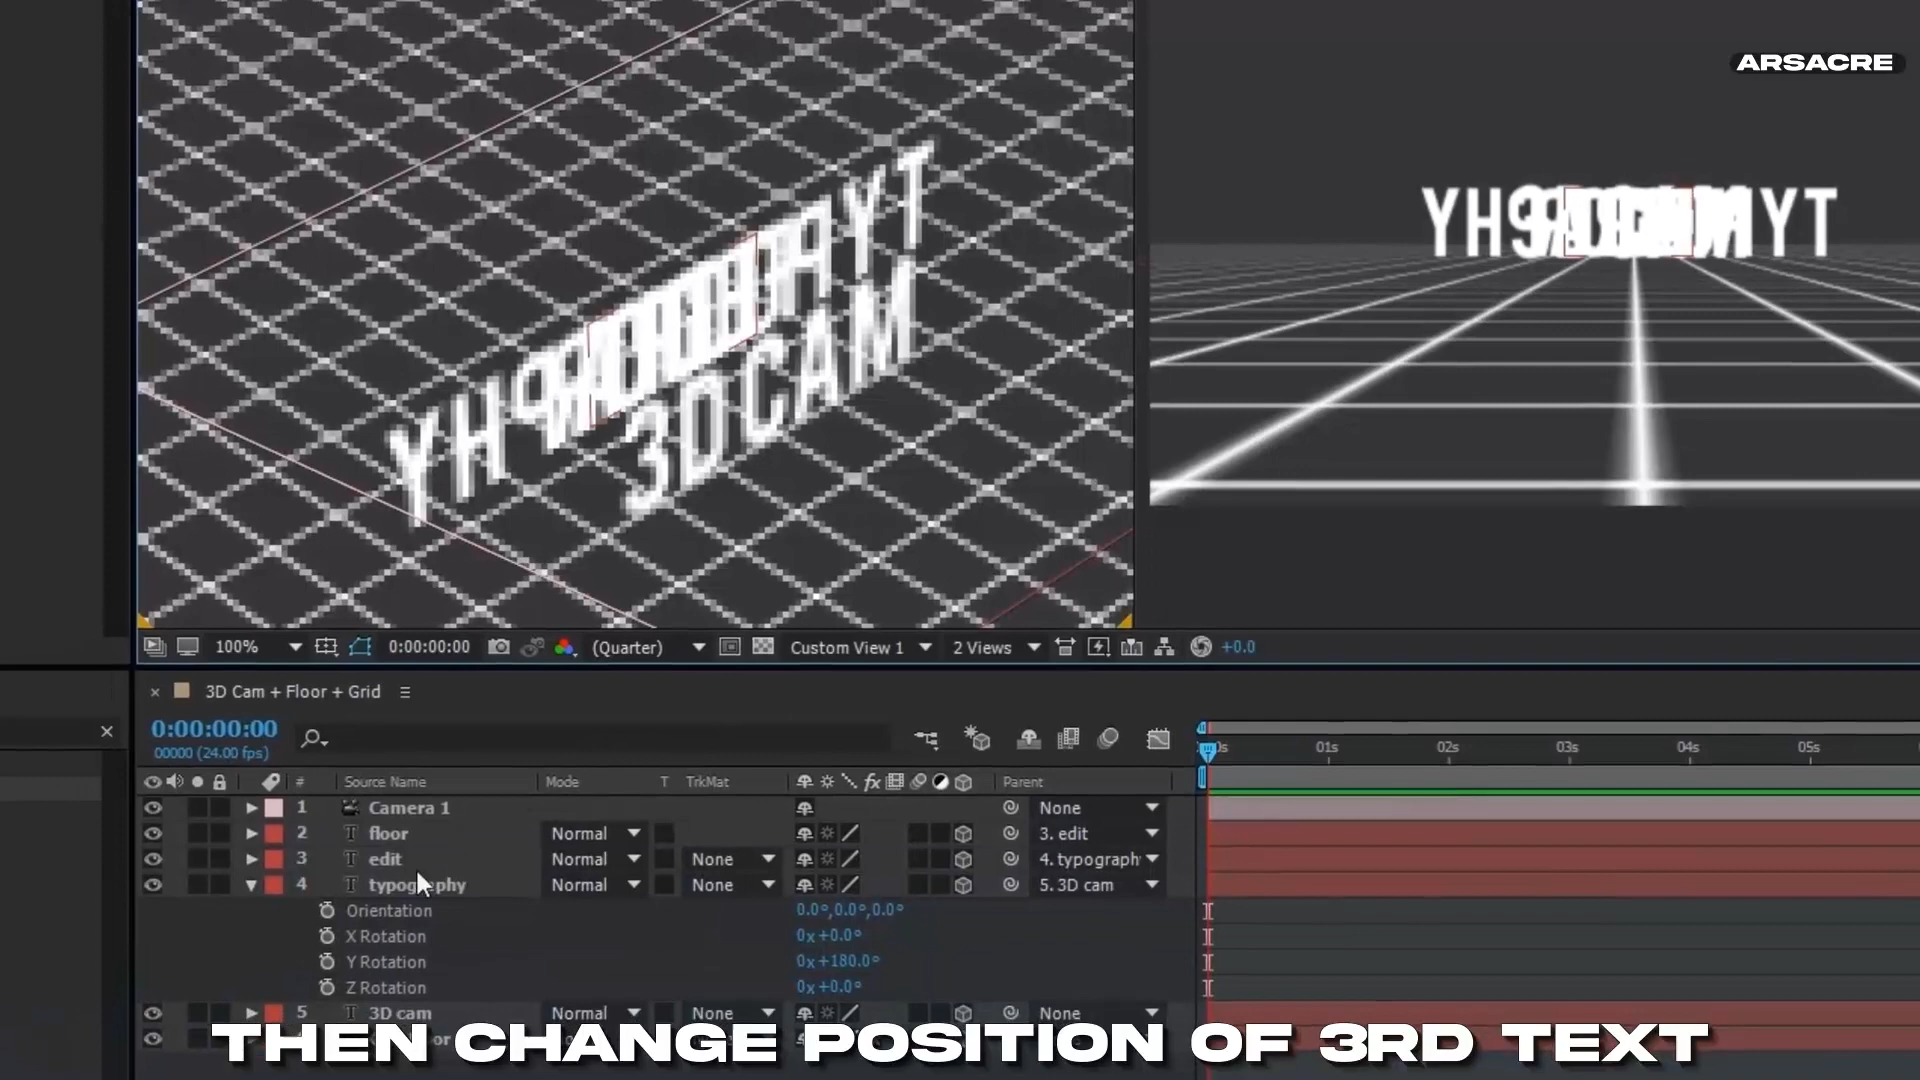 ARSACRE
3D CAM
100% 0:00:00:00 (Quarter) Custom View 1 2 Views +0.0
3D Cam + Floor + Grid
0:00:00:00
00000 (24.00 fps)
01s 02s 03s 04s 05s
# Source Name Mode T TrkMat fx Parent
1 Camera 1 None
2 floor Normal 3. edit
3 edit Normal None 4. typograph
4 typography Normal None 5. 3D cam
Orientation 0.0°,0.0°,0.0°
X Rotation 0x+0.0°
Y Rotation 0x+180.0°
Z Rotation 0x+0.0°
5 3D cam Normal None None
THEN CHANGE POSITION OF 3RD TEXT